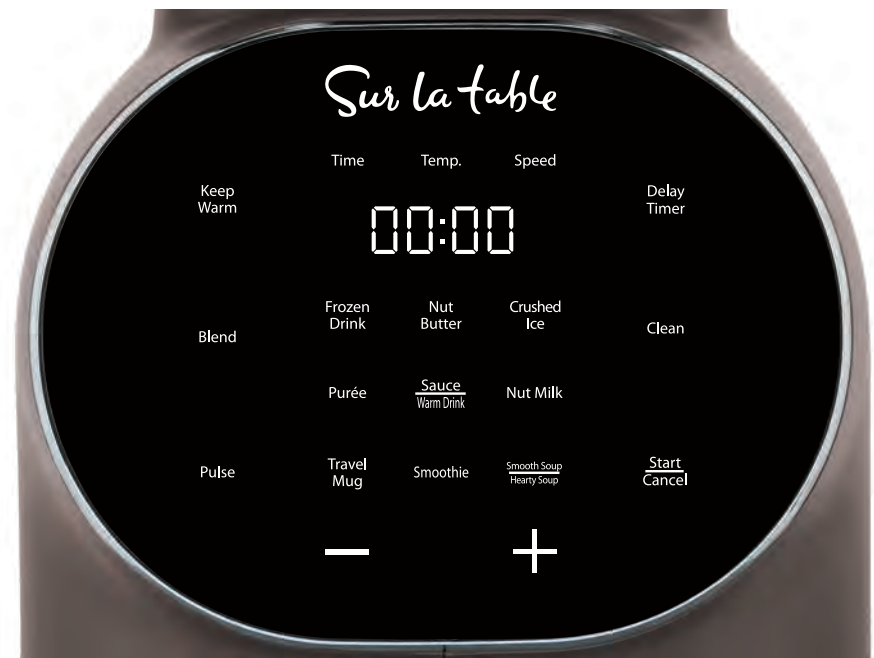 Sur la table
Time Temp. Speed
Keep
Warm
Delay
Timer
00:00
Frozen
Drink
Nut
Butter
Crushed
Ice
Blend
Clean
Purée
Sauce
Warm Drink
Nut Milk
Pulse
Travel
Mug
Smoothie
Smooth Soup
Hearty Soup
Start
Cancel
− +